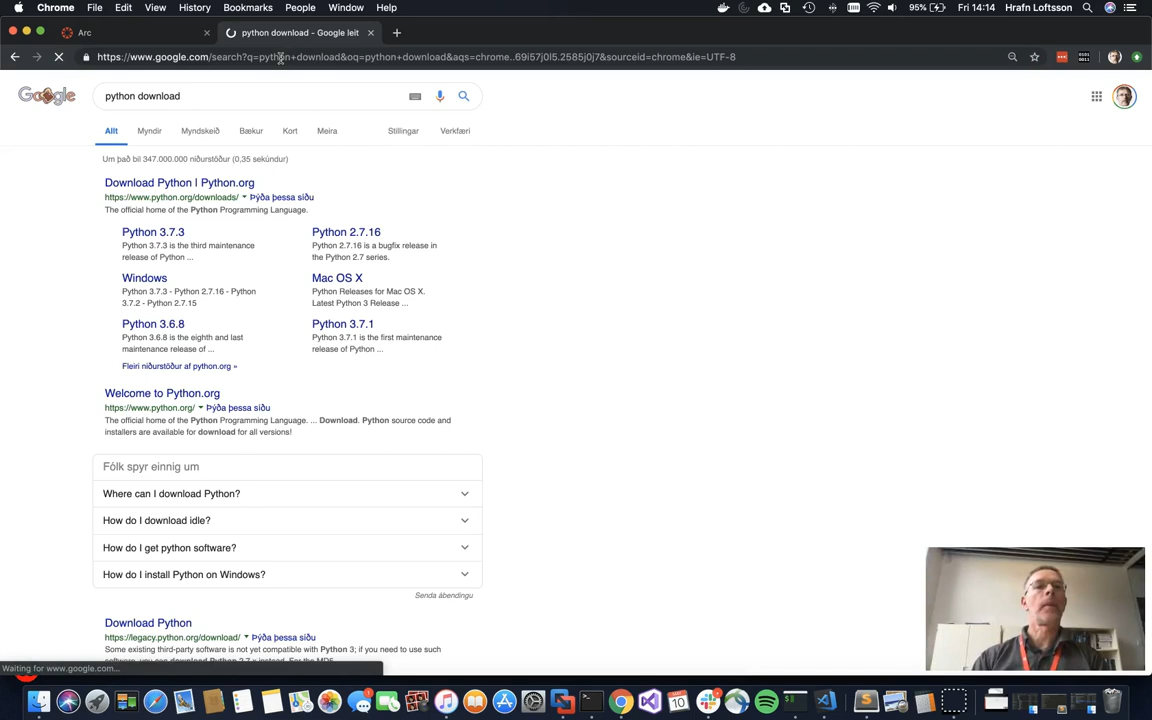 Chrome File Edit View History Bookmarks People Window Help 95% Fri 14:14 Hrafn Loftsson
Arc
python download - Google leit
https://www.google.com/search?q=python+download&oq=python+download&aqs=chrome..69i57j0l5.2585j0j7&sourceid=chrome&ie=UTF-8
Google
python download
Allt Myndir Myndskeið Bækur Kort Meira Stillingar Verkfæri
Um það bil 347.000.000 niðurstöður (0,35 sekúndur)
Download Python | Python.org
https://www.python.org/downloads/ Þýða þessa síðu
The official home of the Python Programming Language.
Python 3.7.3
Python 3.7.3 is the third maintenance
release of Python ...
Python 2.7.16
Python 2.7.16 is a bugfix release in
the Python 2.7 series.
Windows
Python 3.7.3 - Python 2.7.16 - Python
3.7.2 - Python 2.7.15
Mac OS X
Python Releases for Mac OS X.
Latest Python 3 Release ...
Python 3.6.8
Python 3.6.8 is the eighth and last
maintenance release of ...
Python 3.7.1
Python 3.7.1 is the first maintenance
release of Python ...
Fleiri niðurstöður af python.org »
Welcome to Python.org
https://www.python.org/ Þýða þessa síðu
The official home of the Python Programming Language. ... Download. Python source code and
installers are available for download for all versions!
Fólk spyr einnig um
Where can I download Python?
How do I download idle?
How do I get python software?
How do I install Python on Windows?
Senda ábendingu
Download Python
https://legacy.python.org/download/ Þýða þessa síðu
Some existing third-party software is not yet compatible with Python 3; if you need to use such
Waiting for www.google.com...